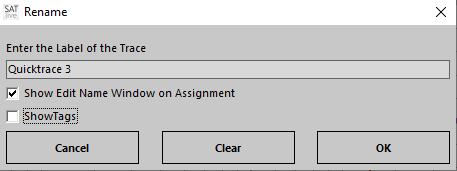 SAT
live
Rename
Enter the Label of the Trace
Quicktrace 3
Show Edit Name Window on Assignment
ShowTags
Cancel Clear OK